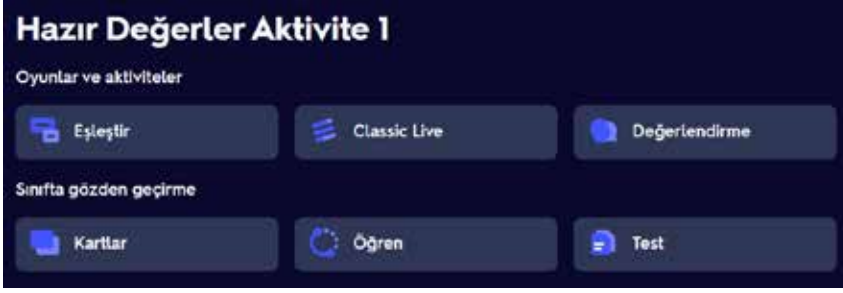 Hazır Değerler Aktivite 1
Oyunlar ve aktiviteler
Eşleştir
Classic Live
Değerlendirme
Sınıfta gözden geçirme
Kartlar
Öğren
Test